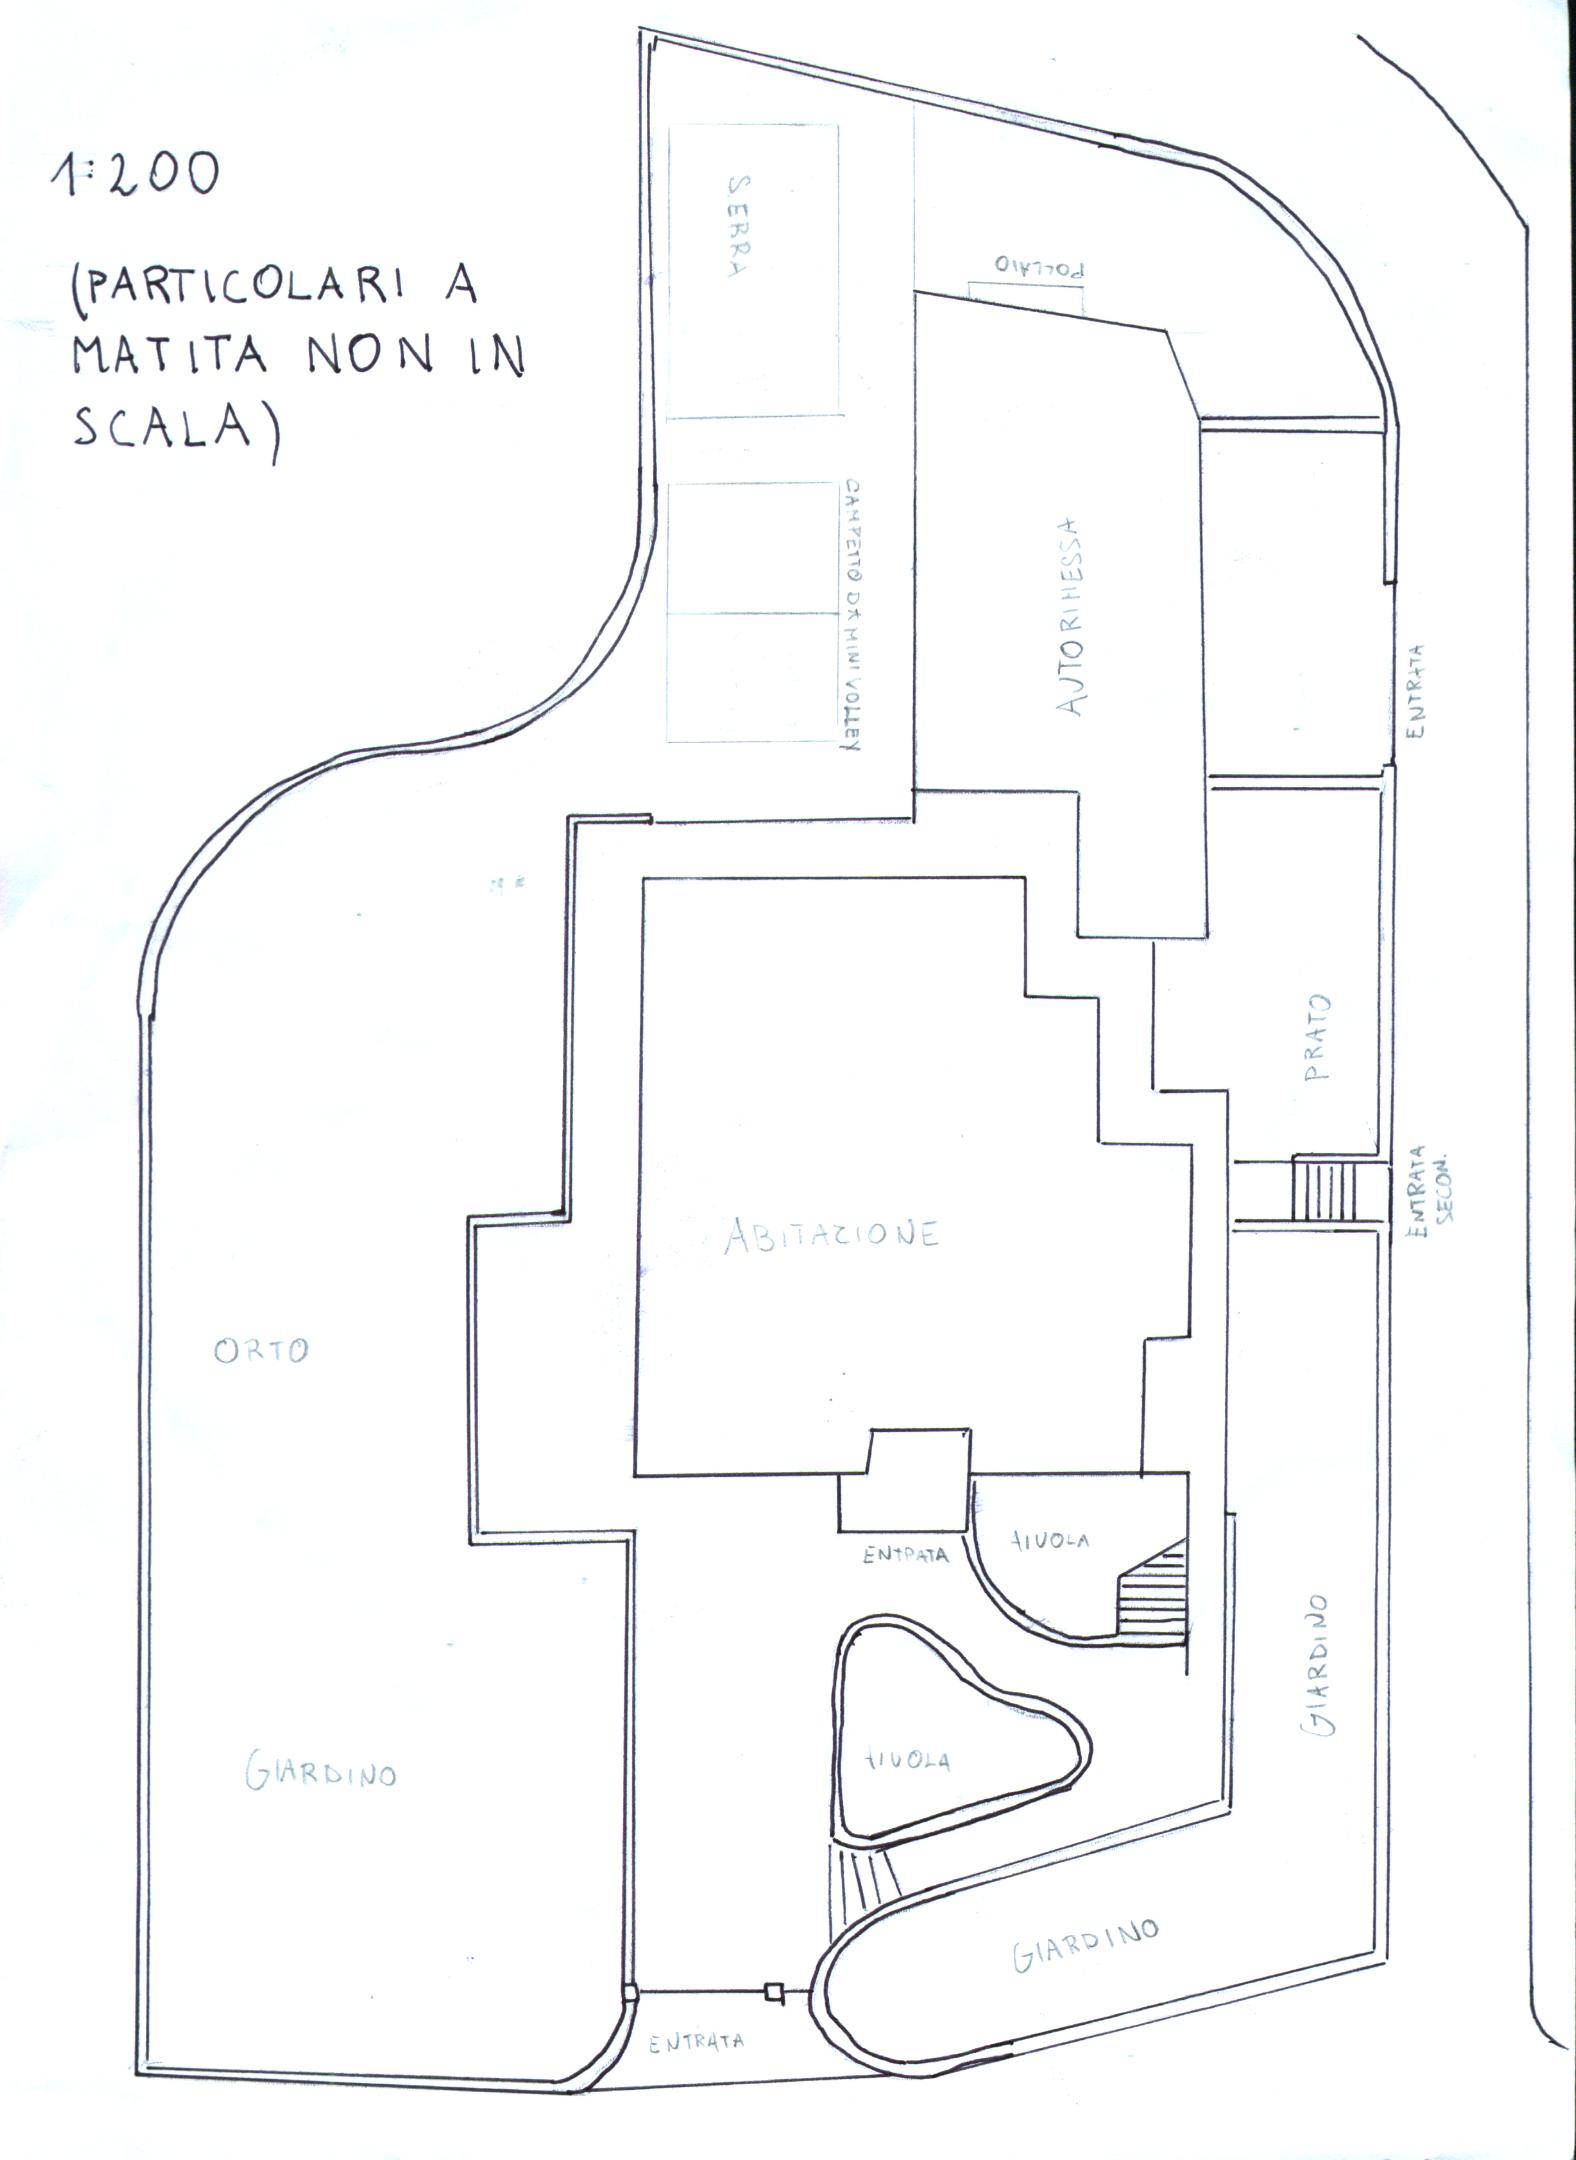 1:200
(PARTICOLARI A
MATITA NON IN
SCALA)
SERRA
POLLAIO
CAMPETTO DA MINI VOLLEY
AUTORIMESSA
ENTRATA
PRATO
ENTRATA
SECON.
ABITAZIONE
ORTO
ENTRATA
AIUOLA
GIARDINO
AIUOLA
GIARDINO
GIARDINO
ENTRATA